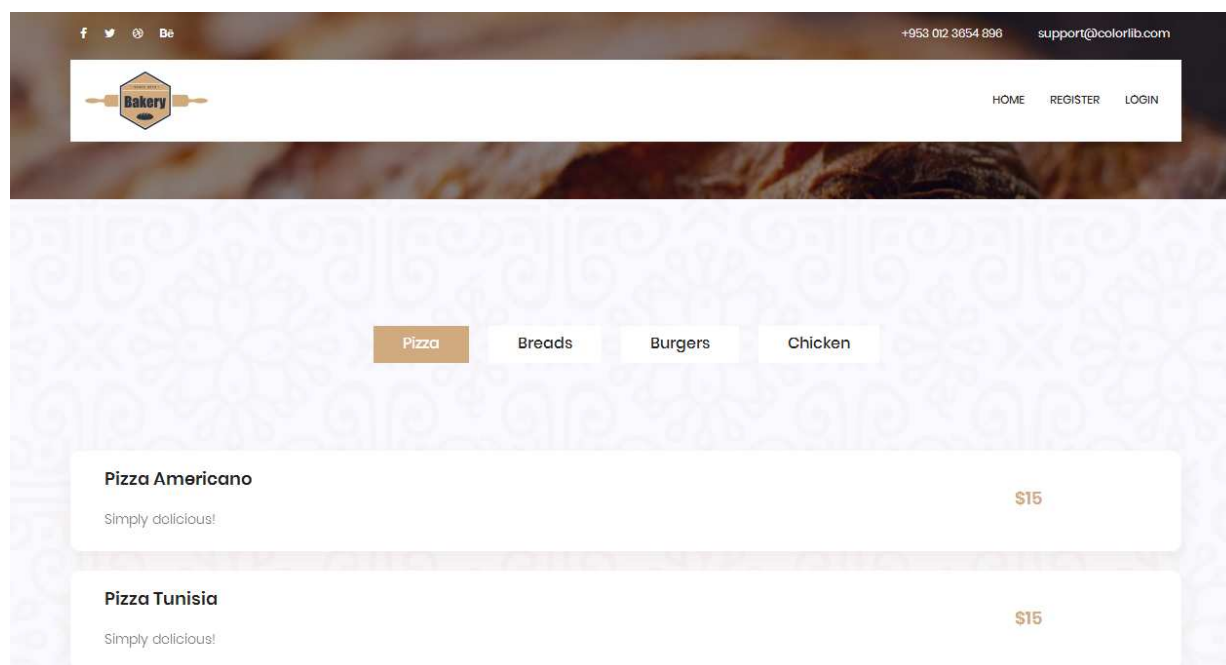 f Bē
+953 012 3654 896 support@colorlib.com
Bakery
HOME REGISTER LOGIN
Pizza Breads Burgers Chicken
Pizza Americano
$15
Simply dolicious!
Pizza Tunisia
$15
Simply dolicious!